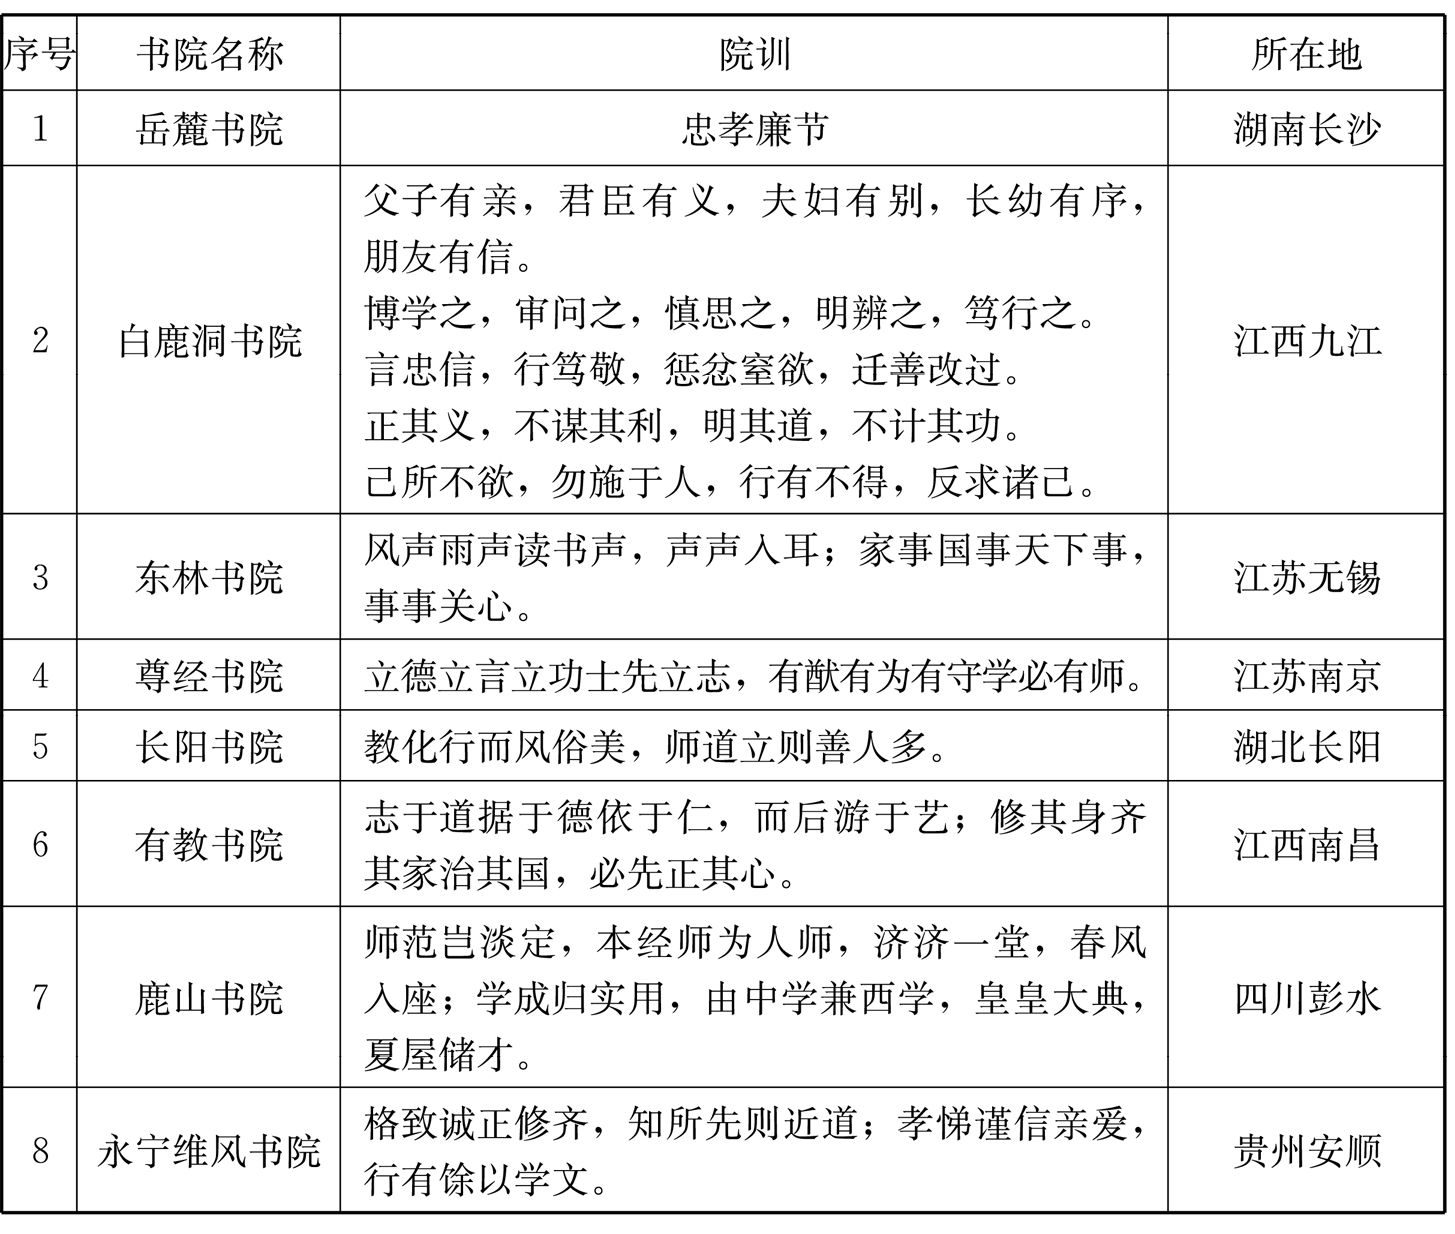 序号 书院名称 院训 所在地
1 岳麓书院 忠孝廉节 湖南长沙
父子有亲，君臣有义，夫妇有别，长幼有序，
朋友有信。
博学之，审问之，慎思之，明辨之，笃行之。
2 白鹿洞书院 江西九江
言忠信，行笃敬，惩忿窒欲，迁善改过。
正其义，不谋其利，明其道，不计其功。
己所不欲，勿施于人，行有不得，反求诸己。
风声雨声读书声，声声入耳；家事国事天下事，
3 东林书院 江苏无锡
事事关心。
4 尊经书院 立德立言立功士先立志，有猷有为有守学必有师。 江苏南京
5 长阳书院 教化行而风俗美，师道立则善人多。 湖北长阳
志于道据于德依于仁，而后游于艺；修其身齐
6 有教书院 江西南昌
其家治其国，必先正其心。
师范岂淡定，本经师为人师，济济一堂，春风
7 鹿山书院 入座；学成归实用，由中学兼西学，皇皇大典， 四川彭水
夏屋储才。
格致诚正修齐，知所先则近道；孝悌谨信亲爱，
8 永宁维风书院 贵州安顺
行有馀以学文。